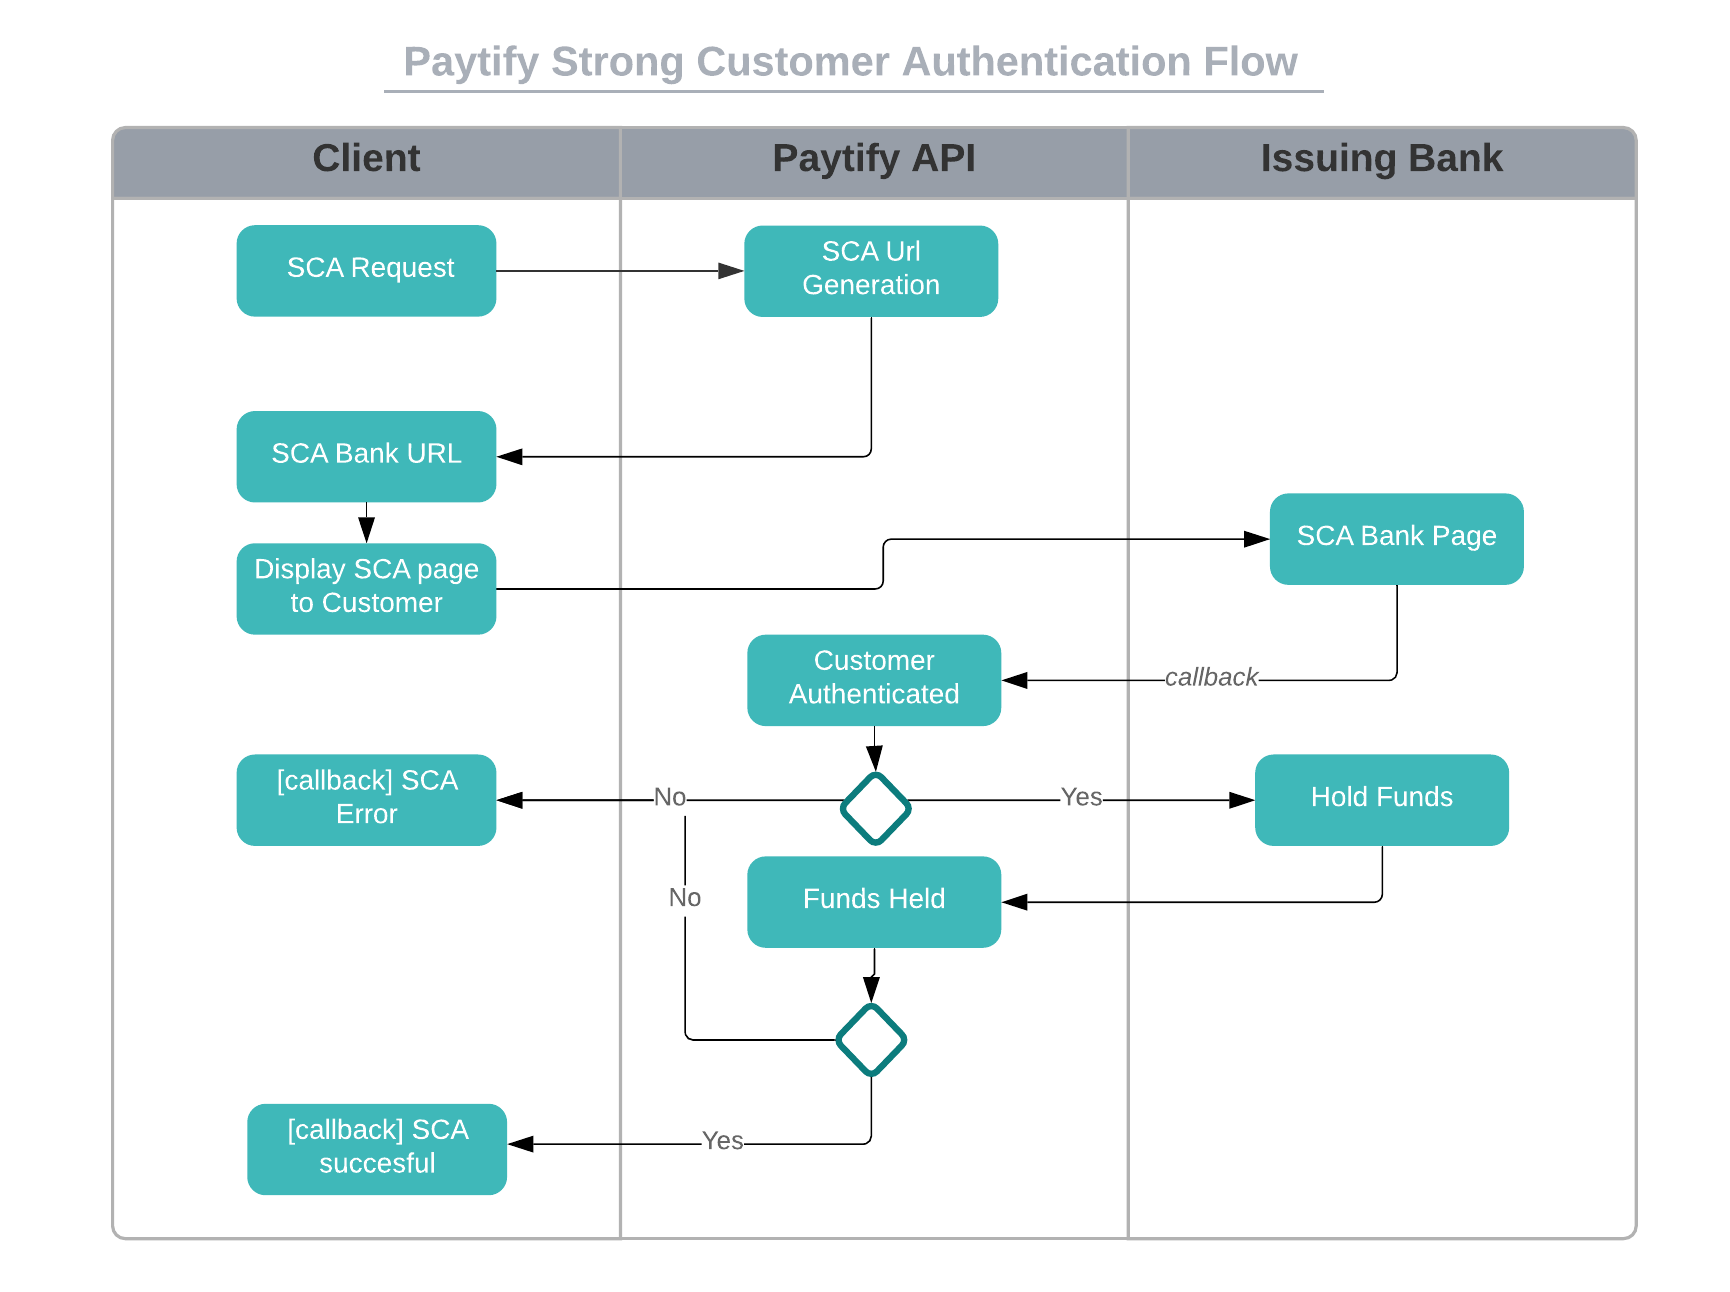 Paytify Strong Customer Authentication Flow
Client
Paytify API
Issuing Bank
SCA Request
SCA Url
Generation
SCA Bank URL
Display SCA page
to Customer
SCA Bank Page
callback
Customer
Authenticated
[callback] SCA
Error
No
Yes
Hold Funds
No
Funds Held
Yes
[callback] SCA
succesful